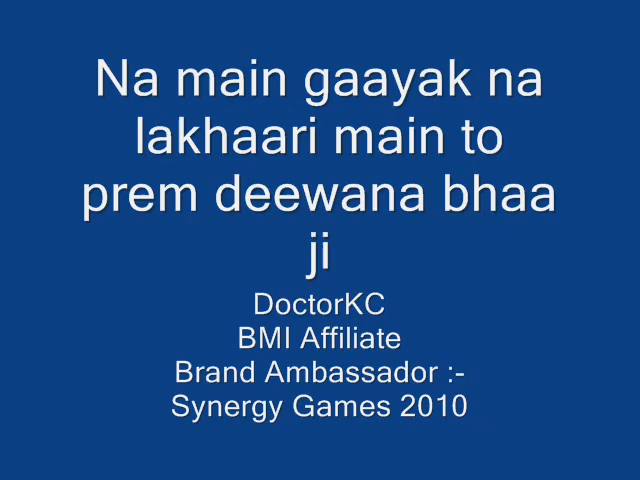 Na main gaayak na
lakhaari main to
prem deewana bhaa
ji
DoctorKC
BMI Affiliate
Brand Ambassador :-
Synergy Games 2010